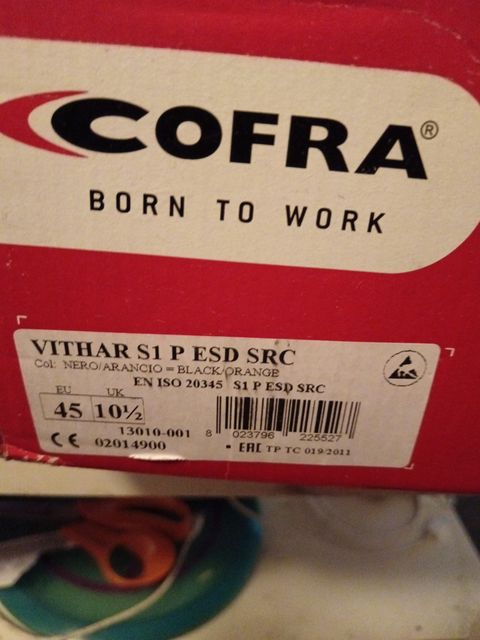 COFRA®
BORN TO WORK
VITHAR S1 P ESD SRC
Col: NERO/ARANCIO = BLACK/ORANGE
EN ISO 20345 S1 P ESD SRC
EU UK
45 10½
13010-001
8 023796 225527
CE 02014900
• EAC TP TC 019/2011